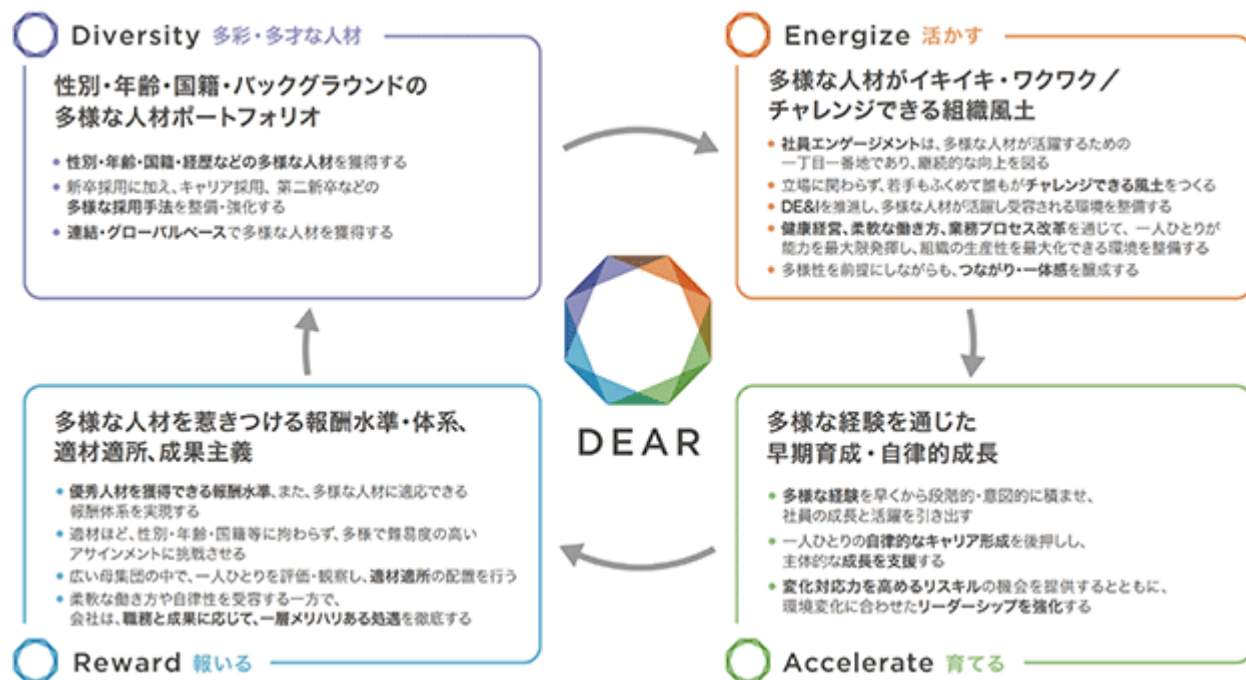 Diversity 多彩・多才な人材
性別・年齢・国籍・バックグラウンドの
多様な人材ポートフォリオ
• 性別・年齢・国籍・経歴などの多様な人材を獲得する
• 新卒採用に加え、キャリア採用、第二新卒などの
多様な採用手法を整備・強化する
• 連結・グローバルベースで多様な人材を獲得する
Energize 活かす
多様な人材がイキイキ・ワクワク/
チャレンジできる組織風土
• 社員エンゲージメントは、多様な人材が活躍するための
一丁目一番地であり、継続的な向上を図る
• 立場に関わらず、若手もふくめて誰もがチャレンジできる風土をつくる
• DE&Iを推進し、多様な人材が活躍し受容される環境を整備する
• 健康経営、柔軟な働き方、業務プロセス改革を通じて、一人ひとりが
能力を最大限発揮し、組織の生産性を最大化できる環境を整備する
• 多様性を前提にしながらも、つながり・一体感を醸成する
DEAR
多様な人材を惹きつける報酬水準・体系、
適材適所、成果主義
• 優秀人材を獲得できる報酬水準、また、多様な人材に適応できる
報酬体系を実現する
• 適材ほど、性別・年齢・国籍等に拘わらず、多様で難易度の高い
アサインメントに挑戦させる
• 広い母集団の中で、一人ひとりを評価・観察し、適材適所の配置を行う
• 柔軟な働き方や自律性を受容する一方で、
会社は、職務と成果に応じて、一層メリハリある処遇を徹底する
Reward 報いる
多様な経験を通じた
早期育成・自律的成長
• 多様な経験を早くから段階的・意図的に積ませ、
社員の成長と活躍を引き出す
• 一人ひとりの自律的なキャリア形成を後押しし、
主体的な成長を支援する
• 変化対応力を高めるリスキルの機会を提供するとともに、
環境変化に合わせたリーダーシップを強化する
Accelerate 育てる